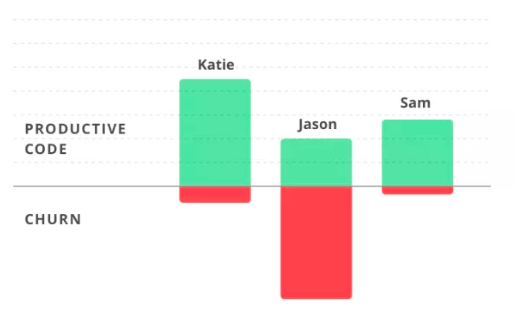 Katie
Sam
Jason
PRODUCTIVE
CODE
CHURN